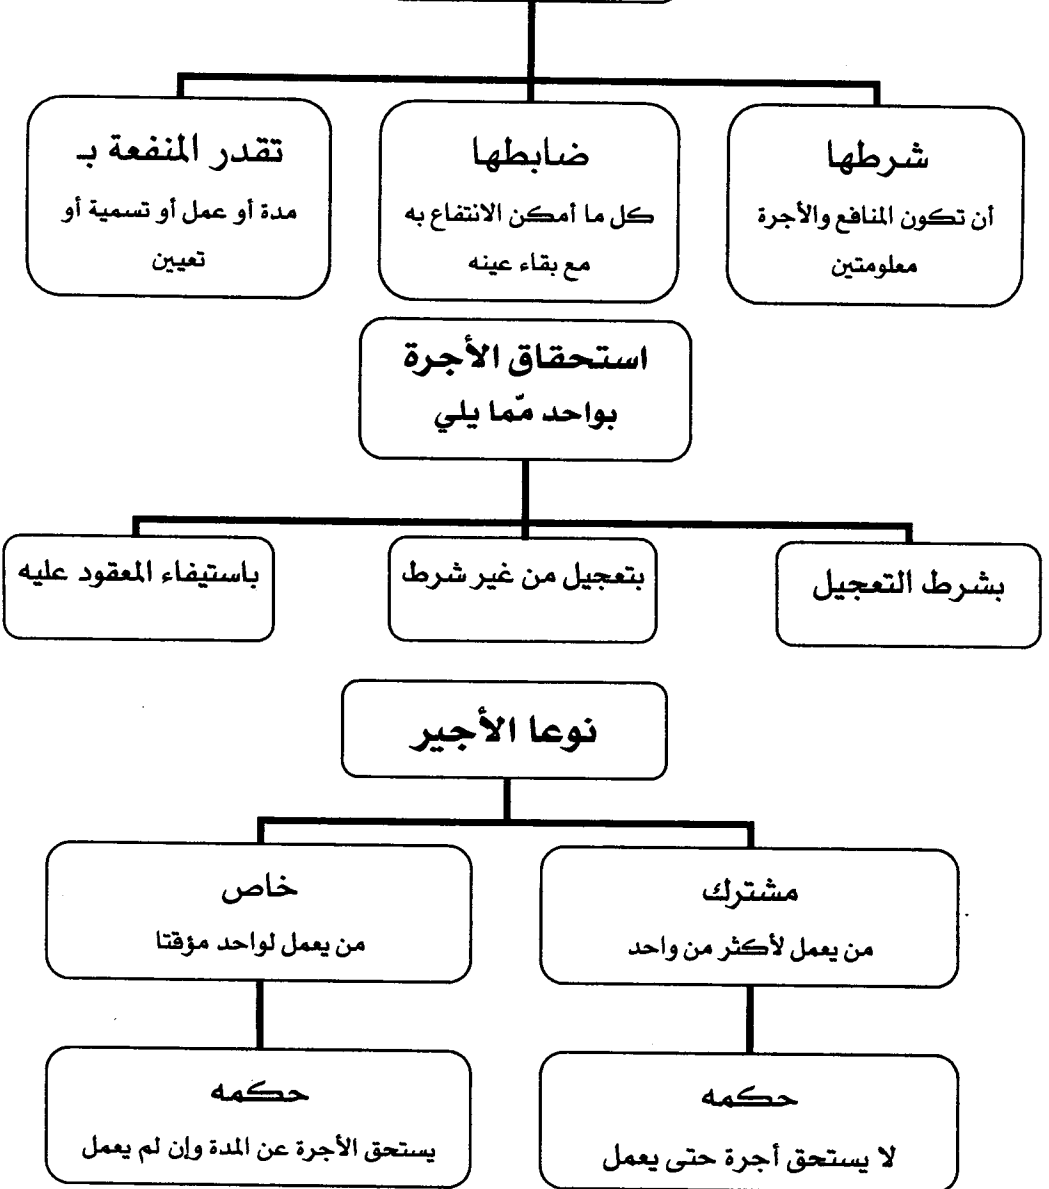 شرطها
أن تكون المنافع والأجرة
معلومتين
ضابطها
كل ما أمكن الانتفاع به
مع بقاء عينه
تقدر المنفعة بـ
مدة أو عمل أو تسمية أو
تعيين
استحقاق الأجرة
بواحد مّما يلي
بشرط التعجيل
بتعجيل من غير شرط
باستيفاء المعقود عليه
نوعا الأجير
مشترك
من يعمل لأكثر من واحد
خاص
من يعمل لواحد مؤقتا
حكمه
لا يستحق أجرة حتى يعمل
حكمه
يستحق الأجرة عن المدة وإن لم يعمل